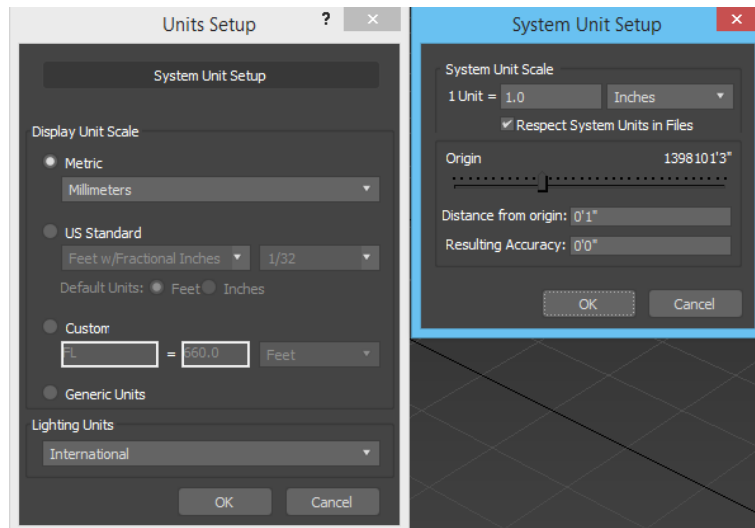 Units Setup
?
×
System Unit Setup
Display Unit Scale
Metric
Millimeters
US Standard
Feet w/Fractional Inches
1/32
Default Units:
Feet
Inches
Custom
FL
=
660.0
Feet
Generic Units
Lighting Units
International
OK
Cancel
System Unit Setup
×
System Unit Scale
1 Unit =
1.0
Inches
Respect System Units in Files
Origin
1398101'3"
Distance from origin:
0'1"
Resulting Accuracy:
0'0"
OK
Cancel